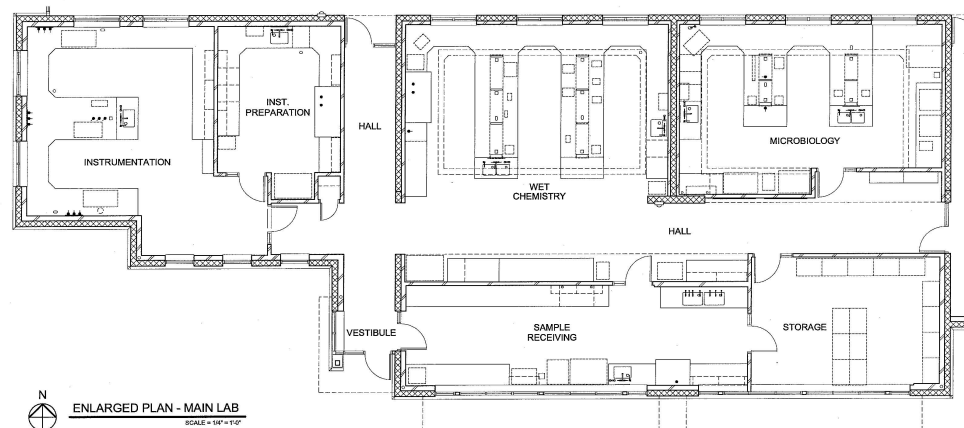 INST.
PREPARATION
HALL
INSTRUMENTATION
MICROBIOLOGY
WET
CHEMISTRY
HALL
VESTIBULE
SAMPLE
RECEIVING
STORAGE
N
ENLARGED PLAN - MAIN LAB
SCALE = 1/4" = 1'-0"